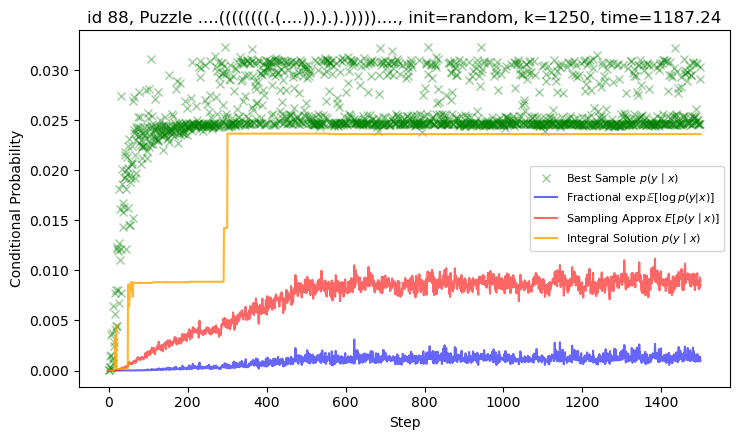 id 88, Puzzle ....((((((((.(....)).).).)))))...., init=random, k=1250, time=1187.24
Conditional Probability
0.030
0.025
0.020
0.015
0.010
0.005
0.000
Best Sample p(y | x)
Fractional exp 𝔼[log p(y|x)]
Sampling Approx E[p(y | x)]
Integral Solution p(y | x)
0 200 400 600 800 1000 1200 1400
Step